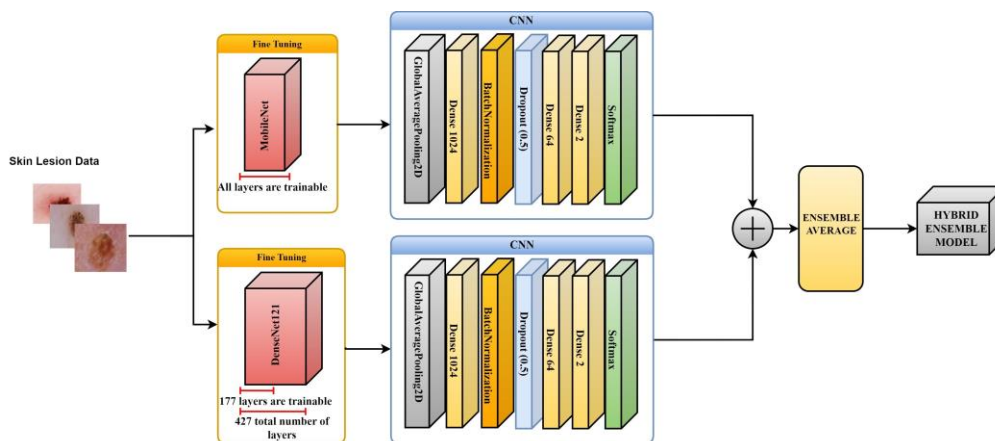 Skin Lesion Data
Fine Tuning
MobileNet
All layers are trainable
CNN
GlobalAveragePooling2D
Dense 1024
BatchNormalization
Dropout (0.5)
Dense 64
Dense 2
Softmax
Fine Tuning
DenseNet121
177 layers are trainable
427 total number of
layers
CNN
GlobalAveragePooling2D
Dense 1024
BatchNormalization
Dropout (0.5)
Dense 64
Dense 2
Softmax
ENSEMBLE
AVERAGE
HYBRID
ENSEMBLE
MODEL